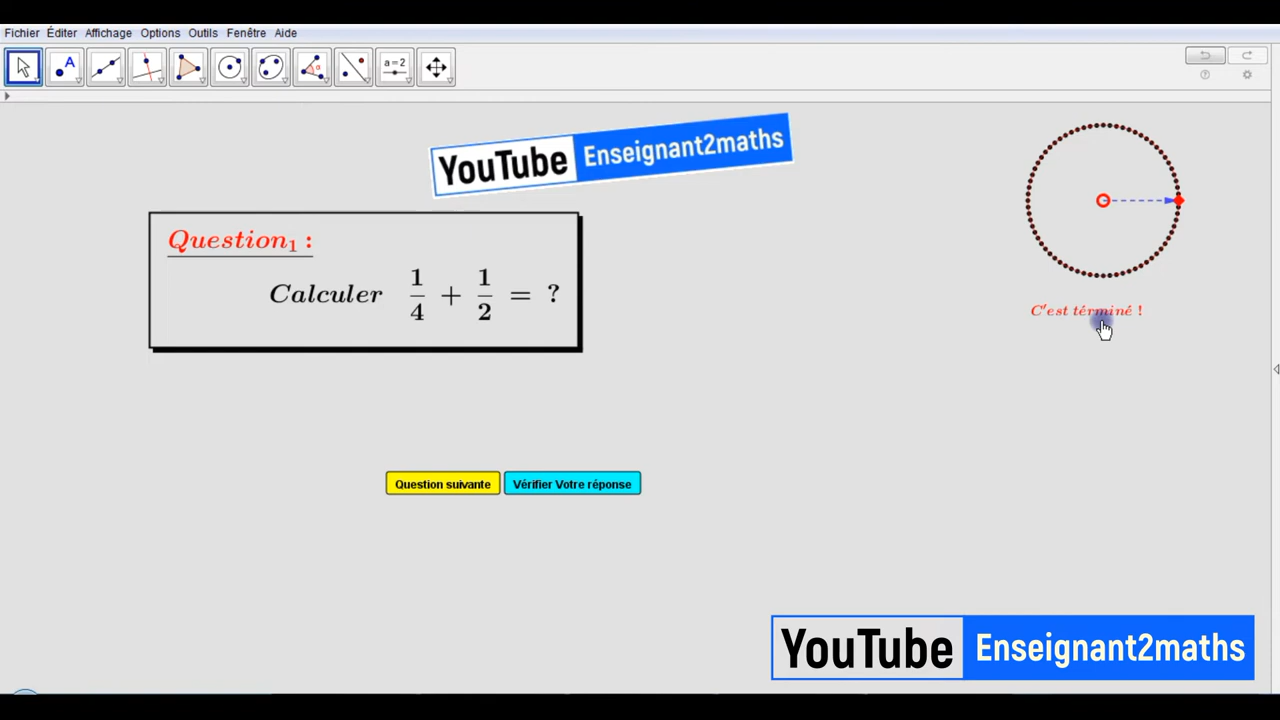 Fichier Éditer Affichage Options Outils Fenêtre Aide
A
a = 2
α
YouTube Enseignant2maths
Question1 :
Calculer 1/4 + 1/2 = ?
C'est términé !
Question suivante Vérifier Votre réponse
YouTube Enseignant2maths